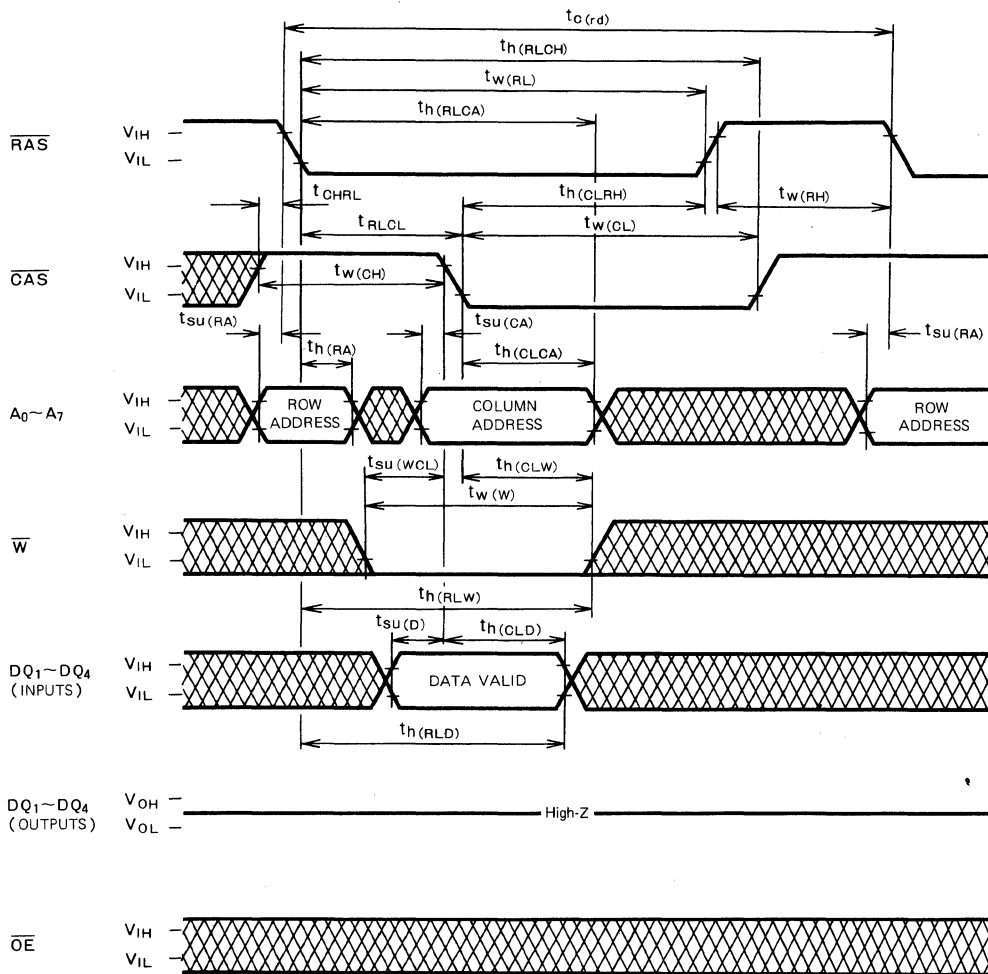 tc(rd)
th(RLCH)
tw(RL)
th(RLCA)
RAS
VIH
VIL
tCHRL
th(CLRH)
tw(RH)
tRLCL
tw(CL)
CAS
VIH
VIL
tw(CH)
tsu(RA)
tsu(CA)
tsu(RA)
th(RA)
th(CLCA)
A0~A7
VIH
VIL
ROW
ADDRESS
COLUMN
ADDRESS
ROW
ADDRESS
tsu(WCL)
th(CLW)
tw(W)
W
VIH
VIL
th(RLW)
tsu(D)
th(CLD)
DQ1~DQ4
(INPUTS)
VIH
VIL
DATA VALID
th(RLD)
DQ1~DQ4
(OUTPUTS)
VOH
VOL
High-Z
OE
VIH
VIL